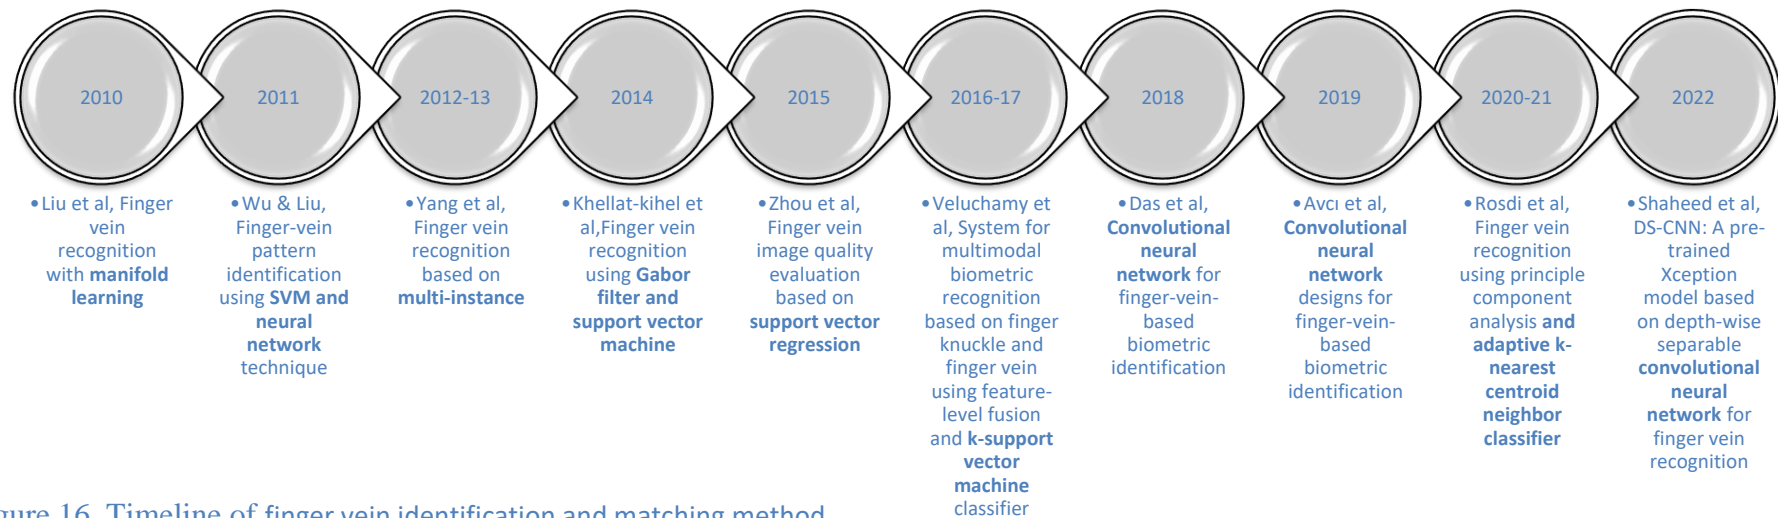 2010
2011
2012-13
2014
2015
2016-17
2018
2019
2020-21
2022
•Liu et al, Finger
vein
recognition
with manifold
learning
•Wu & Liu,
Finger-vein
pattern
identification
using SVM and
neural
network
technique
•Yang et al,
Finger vein
recognition
based on
multi-instance
•Khellat-kihel et
al,Finger vein
recognition
using Gabor
filter and
support vector
machine
•Zhou et al,
Finger vein
image quality
evaluation
based on
support vector
regression
•Veluchamy et
al, System for
multimodal
biometric
recognition
based on finger
knuckle and
finger vein
using feature-
level fusion
and k-support
vector
machine
classifier
•Das et al,
Convolutional
neural
network for
finger-vein-
based
biometric
identification
•Avcı et al,
Convolutional
neural
network
designs for
finger-vein-
based
biometric
identification
•Rosdi et al,
Finger vein
recognition
using principle
component
analysis and
adaptive k-
nearest
centroid
neighbor
classifier
•Shaheed et al,
DS-CNN: A pre-
trained
Xception
model based
on depth-wise
separable
convolutional
neural
network for
finger vein
recognition
gure 16. Timeline of finger vein identification and matching method